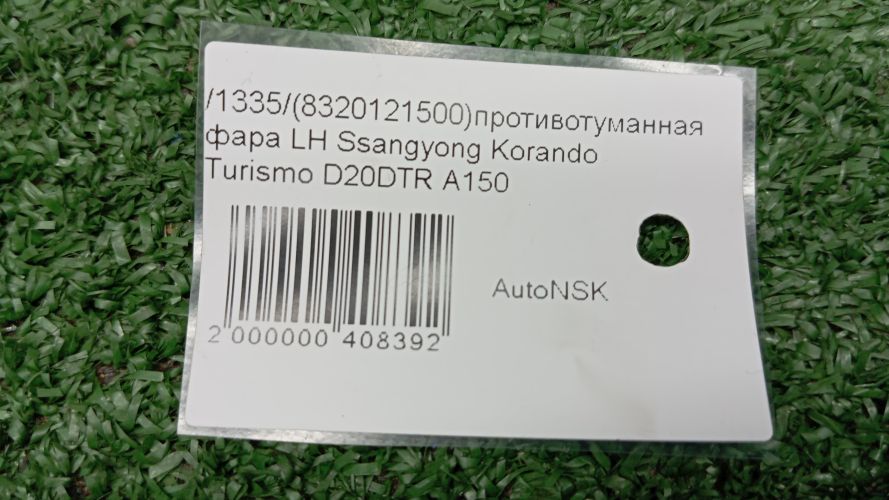 /1335/(8320121500)противотуманная
фара LH Ssangyong Korando
Turismo D20DTR A150
AutoNSK
2 000000 408392